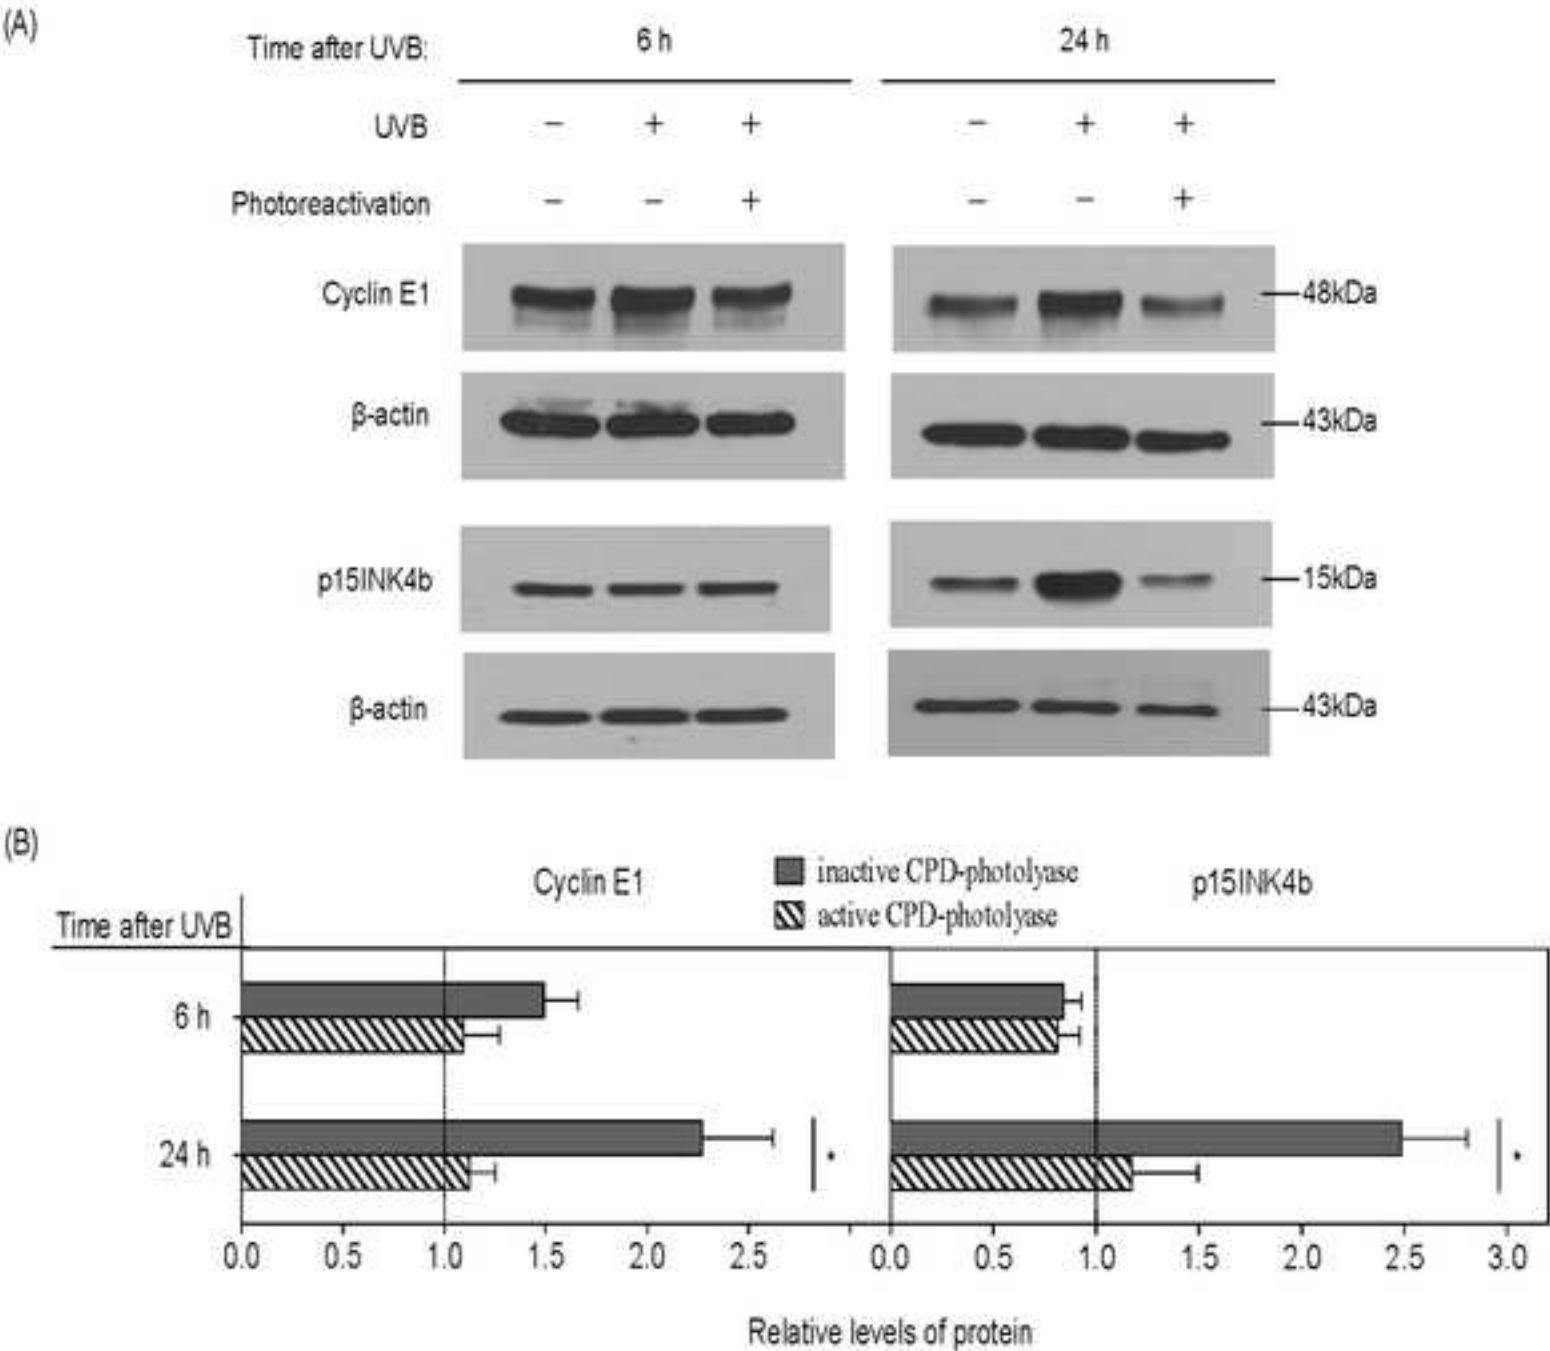 (A)
Time after UVB: 6 h 24 h
UVB − + + − + +
Photoreactivation − − + − − +
Cyclin E1 48kDa
β-actin 43kDa
p15INK4b 15kDa
β-actin 43kDa
(B)
Cyclin E1 inactive CPD-photolyase p15INK4b
active CPD-photolyase
Time after UVB
6 h
24 h * *
0.0 0.5 1.0 1.5 2.0 2.5 0.0 0.5 1.0 1.5 2.0 2.5 3.0
Relative levels of protein